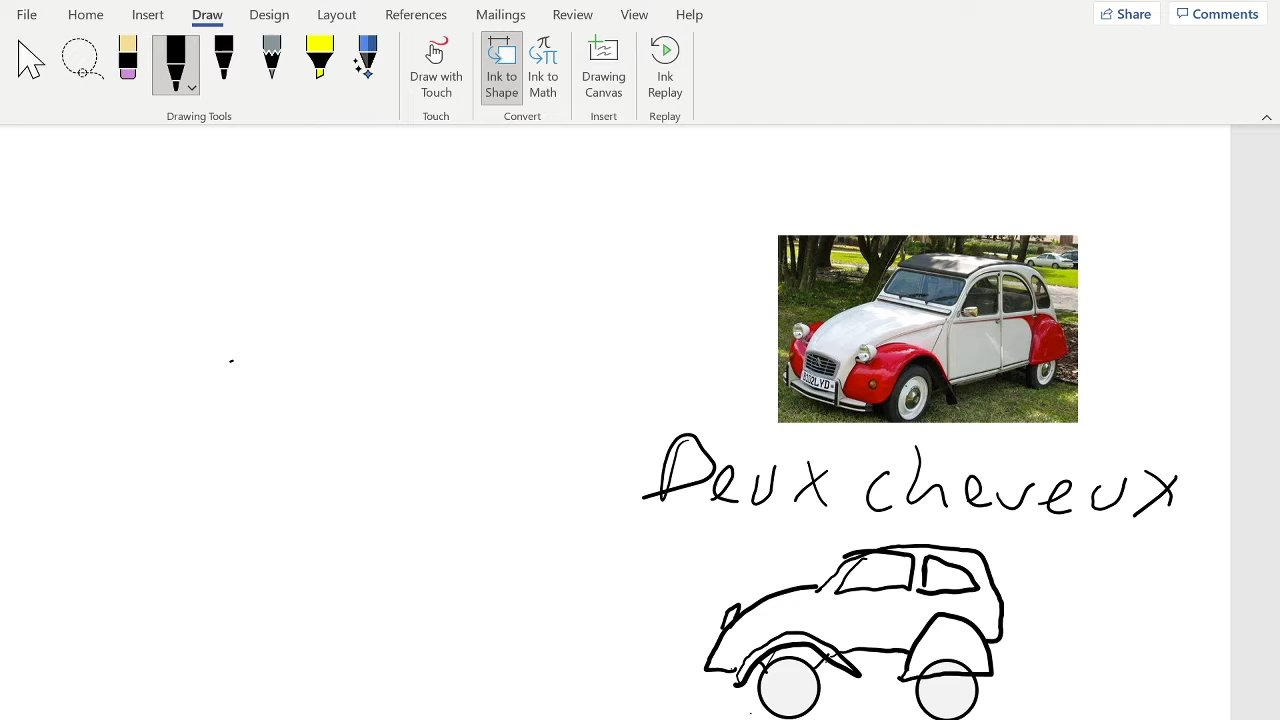 File Home Insert Draw Design Layout References Mailings Review View Help Share Comments
Draw with Touch
Ink to Shape
Ink to Math
Drawing Canvas
Ink Replay
Drawing Tools Touch Convert Insert Replay
Deux cheveux